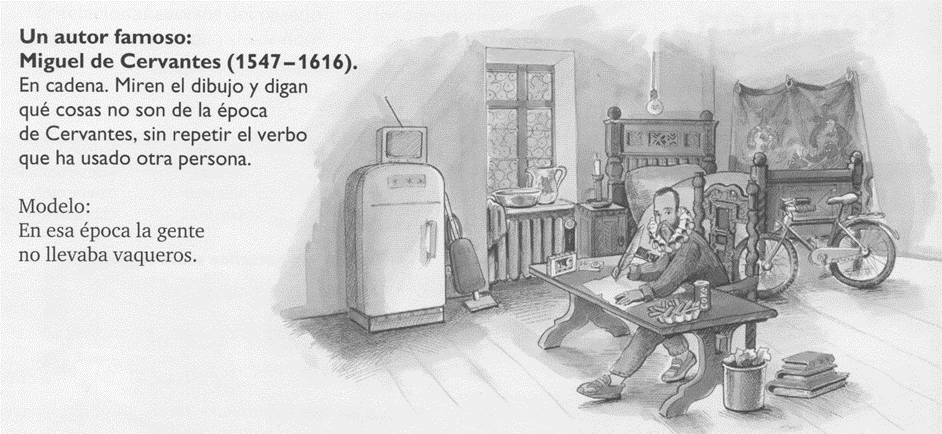 Un autor famoso:
Miguel de Cervantes (1547–1616).
En cadena. Miren el dibujo y digan
qué cosas no son de la época
de Cervantes, sin repetir el verbo
que ha usado otra persona.
Modelo:
En esa época la gente
no llevaba vaqueros.